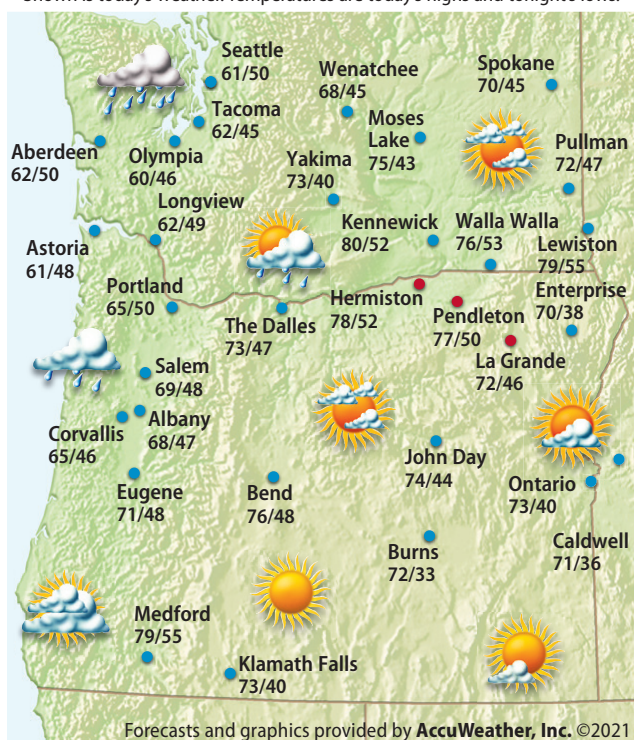 Shown is today's weather. Temperatures are today's highs and tonight's lows.
Seattle
61/50
Wenatchee
68/45
Spokane
70/45
Tacoma
62/45
Moses
Lake
75/43
Aberdeen
62/50
Olympia
60/46
Yakima
73/40
Pullman
72/47
Longview
62/49
Kennewick
80/52
Walla Walla
76/53
Lewiston
79/55
Astoria
61/48
Portland
65/50
The Dalles
73/47
Hermiston
78/52
Pendleton
77/50
Enterprise
70/38
La Grande
72/46
Salem
69/48
Albany
68/47
Corvallis
65/46
John Day
74/44
Ontario
73/40
Eugene
71/48
Bend
76/48
Burns
72/33
Caldwell
71/36
Medford
79/55
Klamath Falls
73/40
Forecasts and graphics provided by AccuWeather, Inc. ©2021